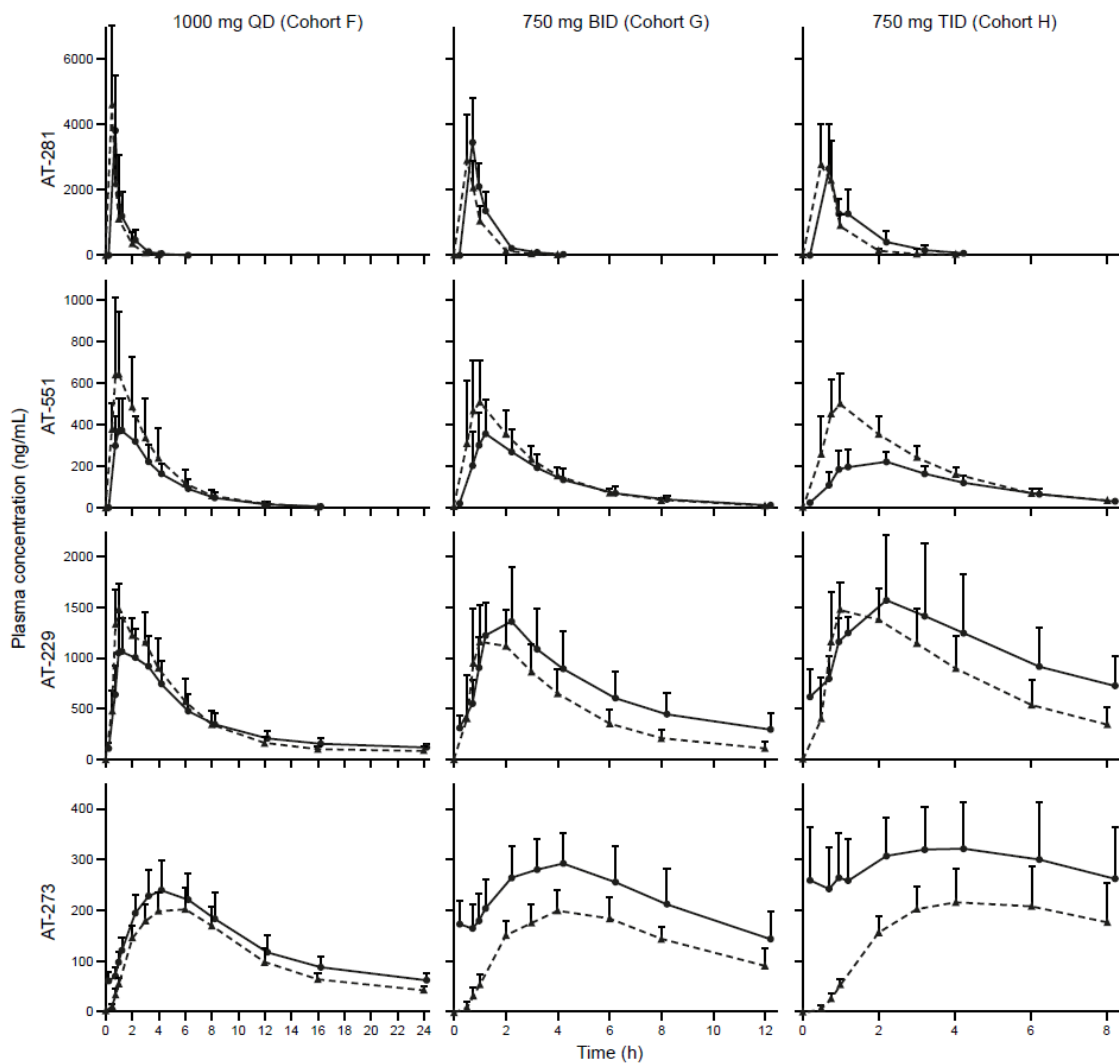 1000 mg QD (Cohort F) 750 mg BID (Cohort G) 750 mg TID (Cohort H)
Plasma concentration (ng/mL)
AT-281
6000
4000
2000
0
AT-551
1000
800
600
400
200
0
AT-229
2000
1500
1000
500
0
AT-273
400
300
200
100
0
0 2 4 6 8 10 12 14 16 18 20 22 24 0 2 4 6 8 10 12 0 2 4 6 8
Time (h)